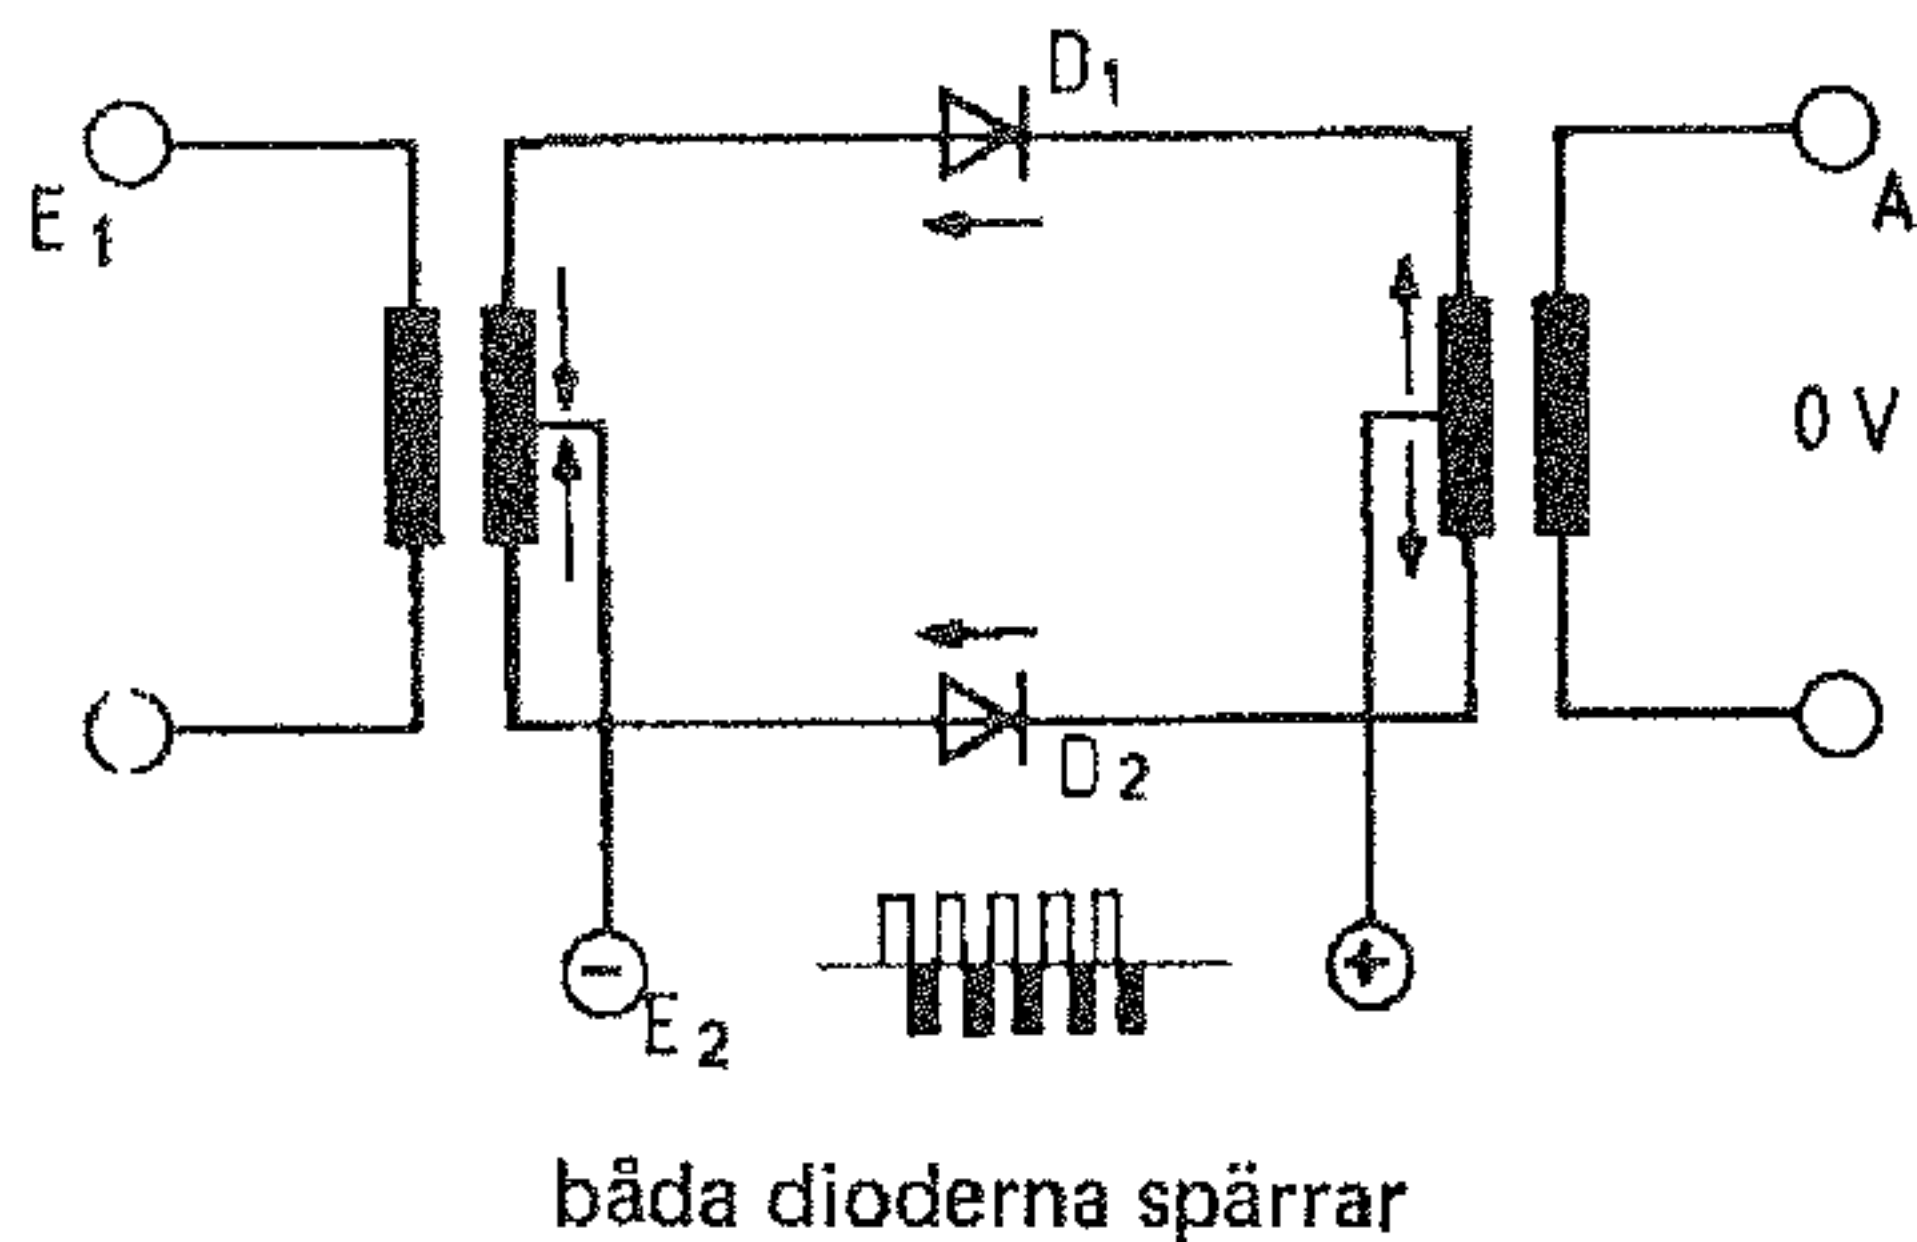 D1
E1
A
0 V
D2
− +
E2
båda dioderna spärrar